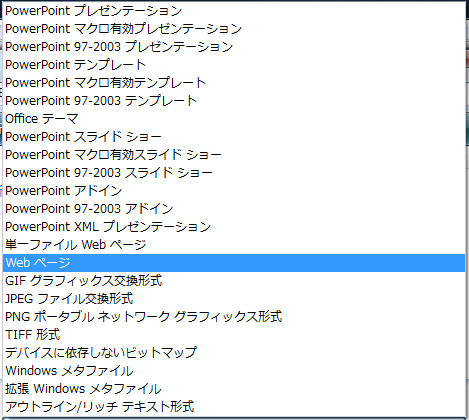 PowerPoint プレゼンテーション
PowerPoint マクロ有効プレゼンテーション
PowerPoint 97-2003 プレゼンテーション
PowerPoint テンプレート
PowerPoint マクロ有効テンプレート
PowerPoint 97-2003 テンプレート
Office テーマ
PowerPoint スライド ショー
PowerPoint マクロ有効スライド ショー
PowerPoint 97-2003 スライド ショー
PowerPoint アドイン
PowerPoint 97-2003 アドイン
PowerPoint XML プレゼンテーション
単一ファイル Web ページ
Web ページ
GIF グラフィックス交換形式
JPEG ファイル交換形式
PNG ポータブル ネットワーク グラフィックス形式
TIFF 形式
デバイスに依存しないビットマップ
Windows メタファイル
拡張 Windows メタファイル
アウトライン/リッチ テキスト形式